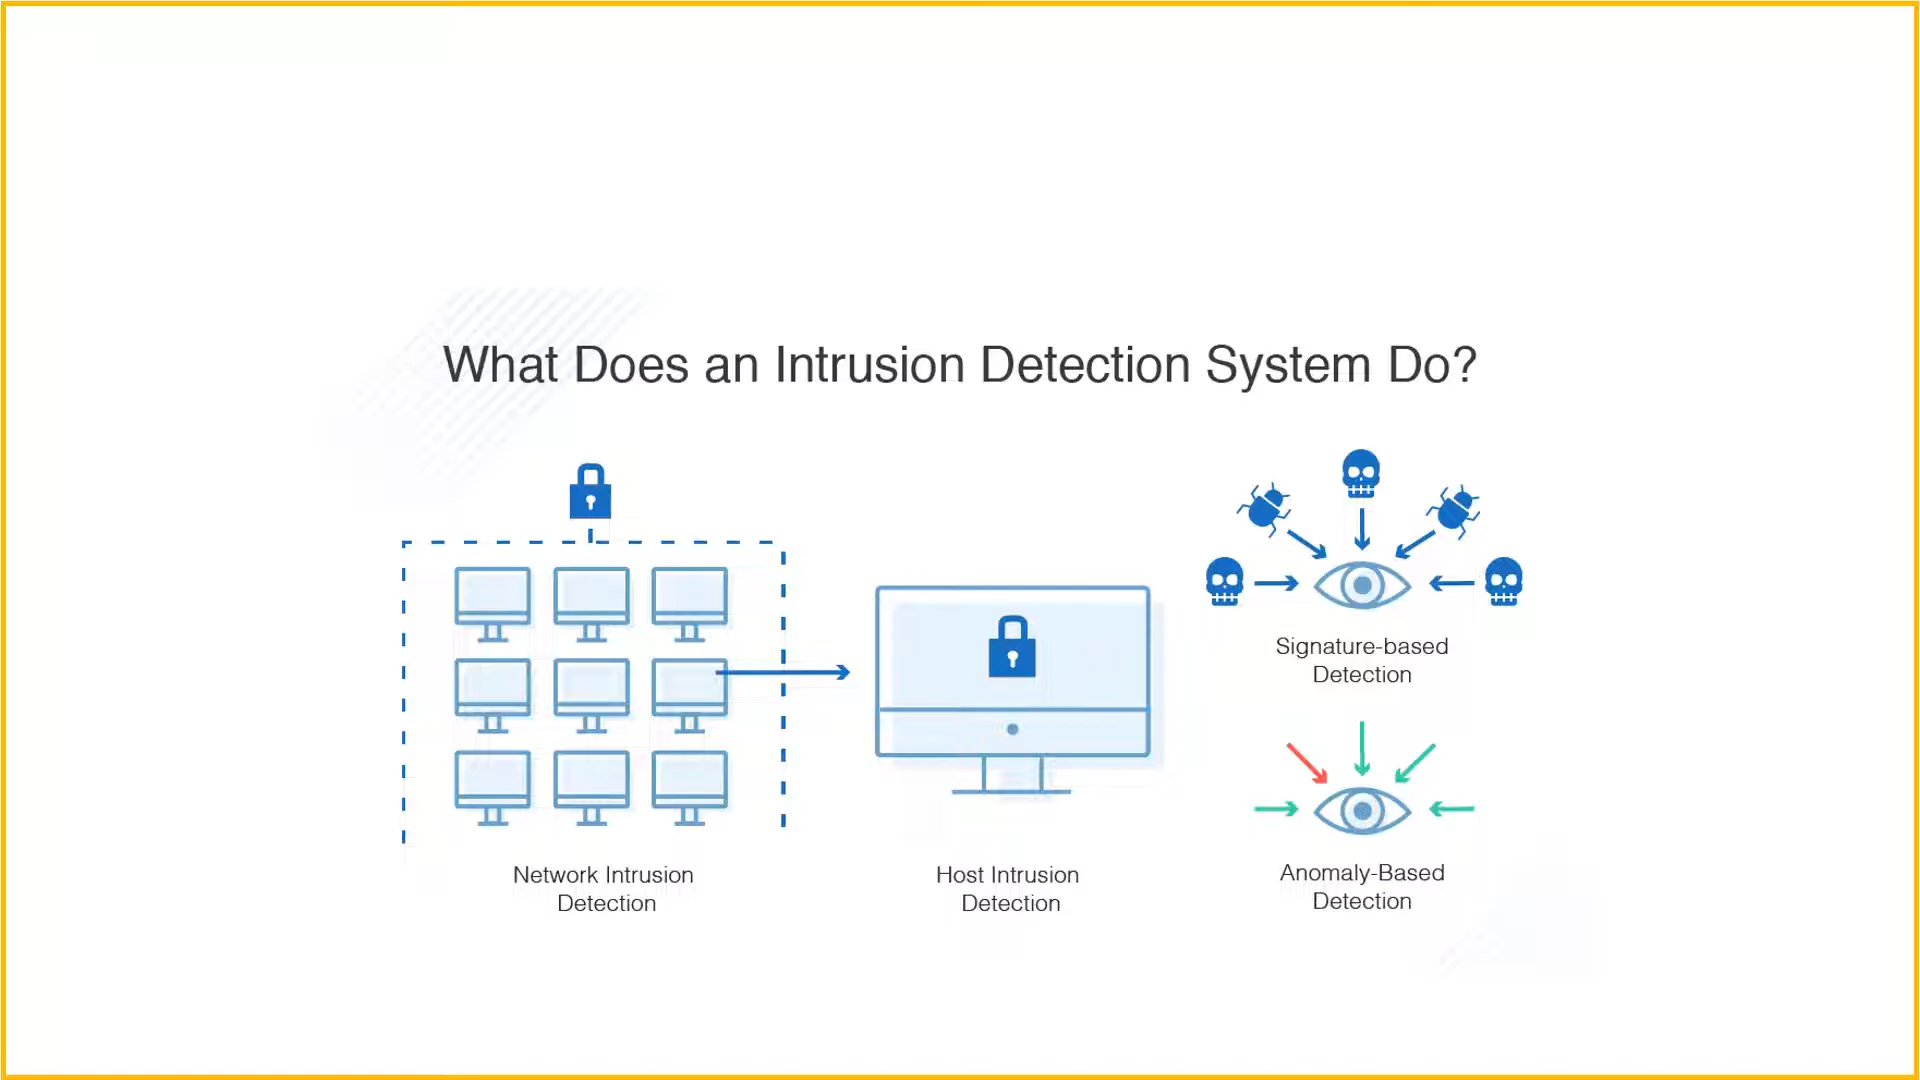 What Does an Intrusion Detection System Do?
Network Intrusion
Detection
Host Intrusion
Detection
Signature-based
Detection
Anomaly-Based
Detection